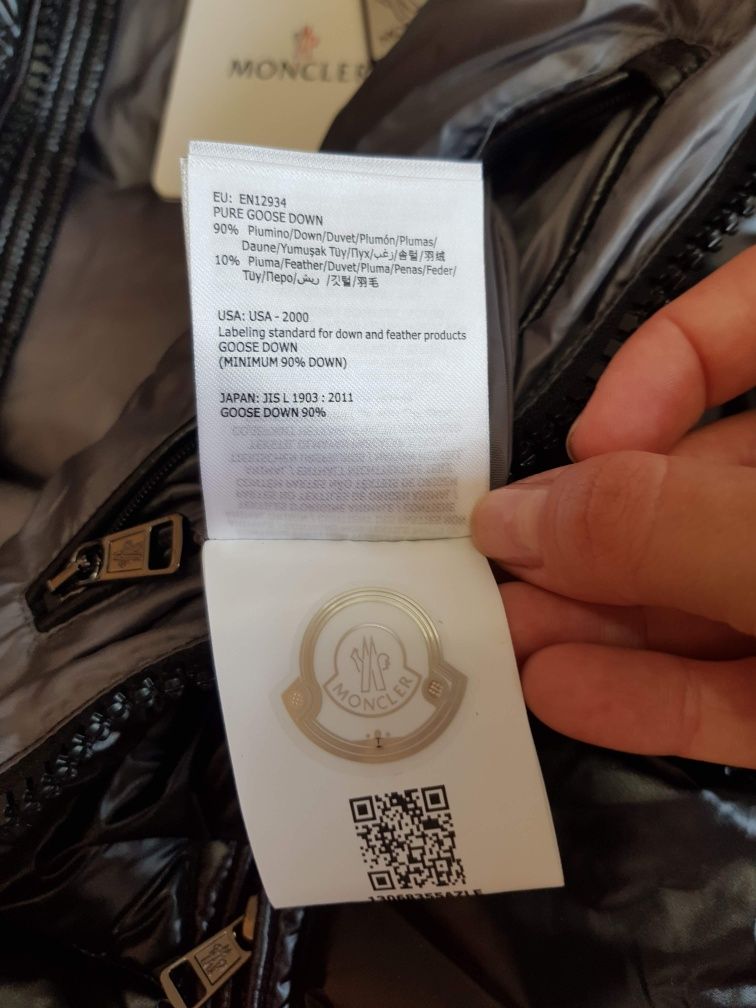 MONCLER
EU: EN12934
PURE GOOSE DOWN
90% Piumino/Down/Duvet/Plumón/Plumas/
Daune/Yumuşak Tüy/Пух/زغب/솜털/羽绒
10% Piuma/Feather/Duvet/Pluma/Penas/Feder/
Tüy/Перо/ريش /깃털/羽毛
USA: USA - 2000
Labeling standard for down and feather products
GOOSE DOWN
(MINIMUM 90% DOWN)
JAPAN: JIS L 1903 : 2011
GOOSE DOWN 90%
MONCLER